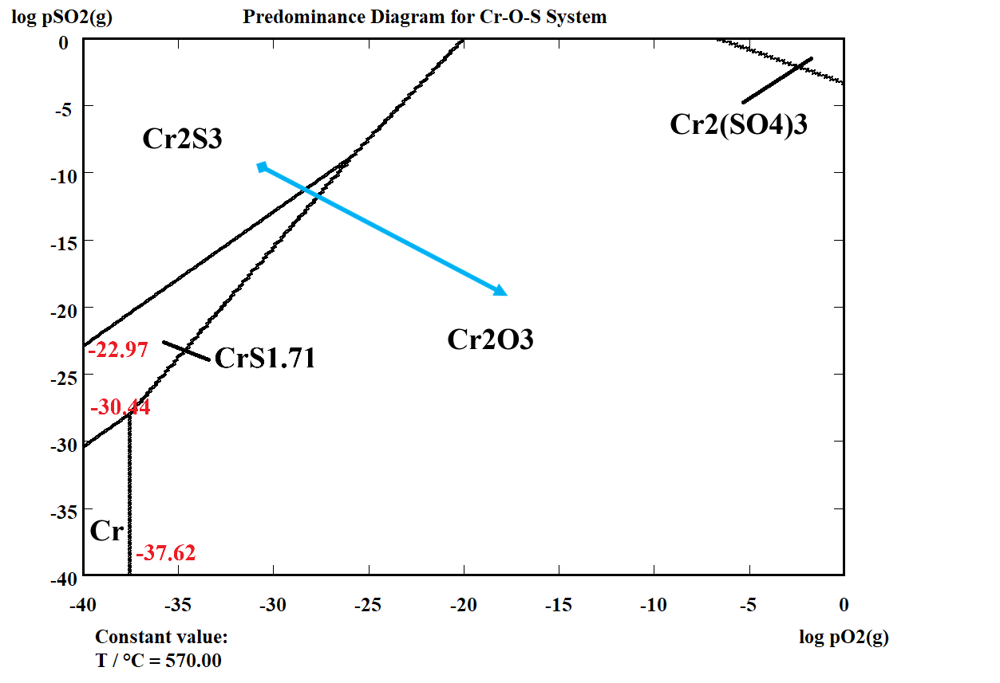 log pSO2(g)
Predominance Diagram for Cr-O-S System
0
-5
Cr2(SO4)3
Cr2S3
-10
-15
-20
Cr2O3
-22.97
CrS1.71
-25
-30.44
-30
-35
Cr
-37.62
-40
-40 -35 -30 -25 -20 -15 -10 -5 0
Constant value:
log pO2(g)
T / °C = 570.00